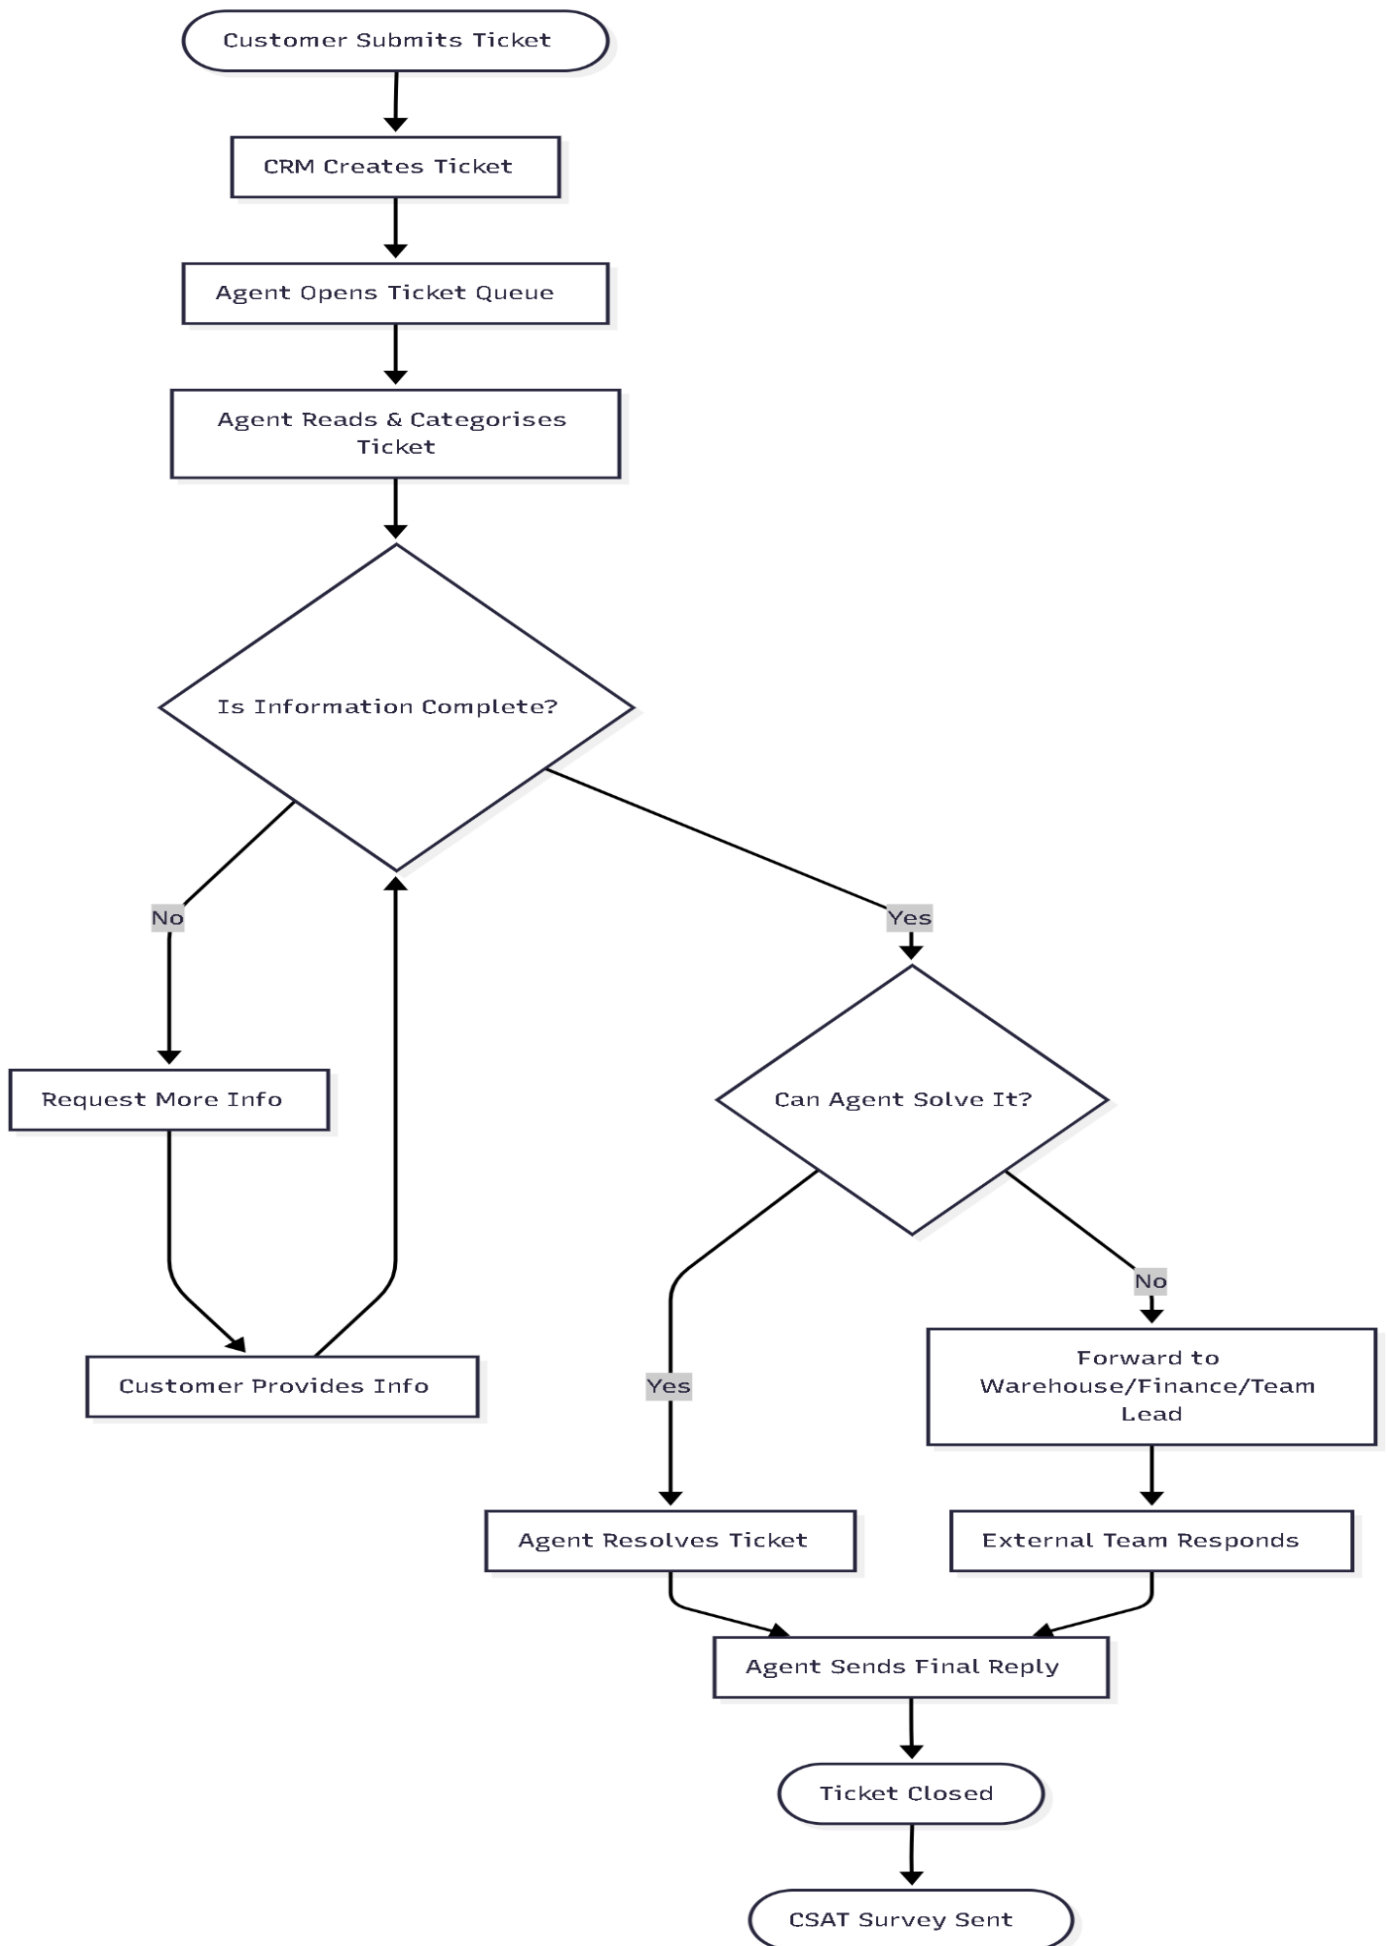 Customer Submits Ticket
CRM Creates Ticket
Agent Opens Ticket Queue
Agent Reads & Categorises
Ticket
Is Information Complete?
No
Yes
Request More Info
Can Agent Solve It?
No
Customer Provides Info
Yes
Forward to
Warehouse/Finance/Team
Lead
Agent Resolves Ticket
External Team Responds
Agent Sends Final Reply
Ticket Closed
CSAT Survey Sent